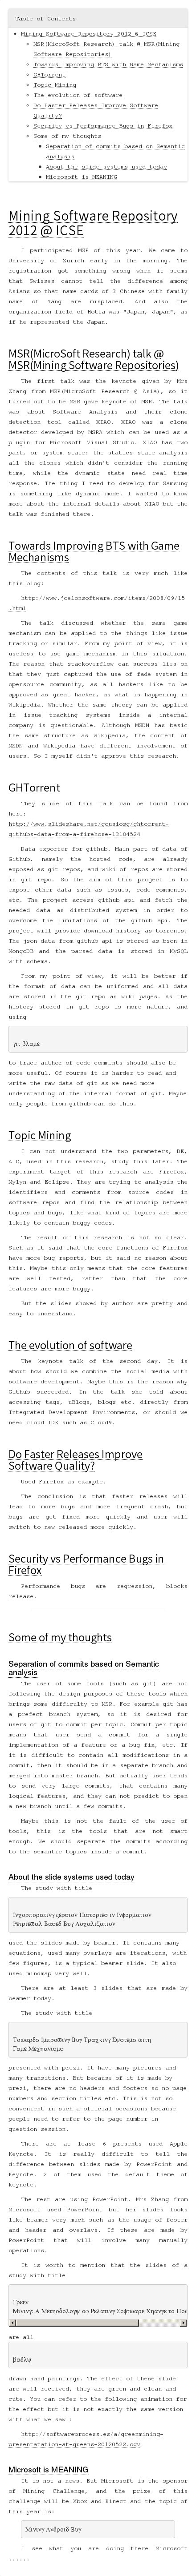 Table of Contents
Mining Software Repository 2012 @ ICSE
MSR(MicroSoft Research) talk @ MSR(Mining
Software Repositories)
Towards Improving BTS with Game Mechanisms
GHTorrent
Topic Mining
The evolution of software
Do Faster Releases Improve Software
Quality?
Security vs Performance Bugs in Firefox
Some of my thoughts
Separation of commits based on Semantic
analysis
About the slide systems used today
Microsoft is MEANING
Mining Software Repository
2012 @ ICSE
I participated MSR of this year. We came to
University of Zurich early in the morning. The
registration got something wrong when it seems
that Swisses cannot tell the difference among
Asians so that name cards of 3 Chinese with family
name of Yang are misplaced. And also the
organization field of Hotta was "Japan, Japan", as
if he represented the Japan.
MSR(MicroSoft Research) talk @
MSR(Mining Software Repositories)
The first talk was the keynote given by Mrs
Zhang from MSR(MicroSoft Research @ Asia), so it
turned out to be MSR gave keynote of MSR. The talk
was about Software Analysis and their clone
detection tool called XIAO. XIAO was a clone
detector developed by MSRA which can be used as a
plugin for Microsoft Visual Studio. XIAO has two
part, or system state: the statics state analysis
all the clones which didn't consider the running
time, while the dynamic state need real time
response. The thing I need to develop for Samsung
is something like dynamic mode. I wanted to know
more about the internal details about XIAO but the
talk was finished there.
Towards Improving BTS with Game
Mechanisms
The contents of this talk is very much like
this blog:
http://www.joelonsoftware.com/items/2008/09/15
.html
The talk discussed whether the same game
mechanism can be applied to the things like issue
tracking or similar. From my point of view, it is
useless to use game mechanism in this situation.
The reason that stackoverflow can success lies on
that they just captured the use of fade system in
opensource community, as all hackers like to be
approved as great hacker, as what is happening in
Wikipedia. Whether the same theory can be applied
in issue tracking systems inside a internal
company is questionable. Although MSDN has basic
the same structure as Wikipedia, the content of
MSDN and Wikipedia have different involvement of
users. So I myself didn't approve this research.
GHTorrent
They slide of this talk can be found from
here:
http://www.slideshare.net/gousiosg/ghtorrent-
githubs-data-from-a-firehose-13184524
Data exporter for github. Main part of data of
Github, namely the hosted code, are already
exposed as git repos, and wiki of repos are stored
in git repo. So the aim of this project is to
expose other data such as issues, code comments,
etc. The project access github api and fetch the
needed data as distributed system in order to
overcome the limitations of the github api. The
project will provide download history as torrents.
The json data from github api is stored as bson in
MongoDB and the parsed data is stored in MySQL
with schema.
From my point of view, it will be better if
the format of data can be uniformed and all data
are stored in the git repo as wiki pages. As the
history stored in git repo is more nature, and
using
γιτ βλαμε
to trace author of code comments should also be
more useful. Of course it is harder to read and
write the raw data of git as we need more
understanding of the internal format of git. Maybe
only people from github can do this.
Topic Mining
I can not understand the two parameters, DE,
AIC, used in this research, study this later. The
experiment target of this research are Firefox,
Mylyn and Eclipse. They are trying to analysis the
identifiers and comments from source codes in
software repos and find the relationship between
topics and bugs, like what kind of topics are more
likely to contain buggy codes.
The result of this research is not so clear.
Such as it said that the core functions of Firefox
have more bug reports, but it said no reason about
this. Maybe this only means that the core features
are well tested, rather than that the core
features are more buggy.
But the slides showed by author are pretty and
easy to understand.
The evolution of software
The keynote talk of the second day. It is
about how should we combine the social media with
software development. Maybe this is the reason why
Github succeeded. In the talk she told about
accessing tags, uBlogs, blogs etc. directly from
Integrated Development Environments, or should we
need cloud IDE such as Cloud9.
Do Faster Releases Improve
Software Quality?
Used Firefox as example.
The conclusion is that faster releases will
lead to more bugs and more frequent crash, but
bugs are get fixed more quickly and user will
switch to new released more quickly.
Security vs Performance Bugs in
Firefox
Performance bugs are regression, blocks
release.
Some of my thoughts
Separation of commits based on Semantic
analysis
The user of some tools (such as git) are not
following the design purposes of these tools which
brings some difficulty to MSR. For example git has
a prefect branch system, so it is desired for
users of git to commit per topic. Commit per topic
means that user send a commit for a single
implementation of a feature or a bug fix, etc. If
it is difficult to contain all modifications in a
commit, then it should be in a separate branch and
merged into master branch. But actually user tends
to send very large commits, that contains many
logical features, and they can not predict to open
a new branch until a few commits.
Maybe this is not the fault of the user of
tools, this is the tools that are not smart
enough. We should separate the commits according
to the semantic topics inside a commit.
About the slide systems used today
The study with title
Ινχορπορατινγ ςερσιον Ηιστοριεσ ιν Ινφορματιον
Ρετριεϖαλ Βασεδ Βυγ Λοχαλιζατιον
used the slides made by beamer. It contains many
equations, used many overlays are iterations, with
few figures, is a typical beamer slide. It also
used mindmap very well.
There are at least 3 slides that are made by
beamer today.
The study with title
Τοωαρδσ Ιμπροϖινγ Βυγ Τραχκινγ Σψστεμσ ωιτη
Γαμε Μεχηανισμσ
presented with presi. It have many pictures and
many transitions. But because of it is made by
prezi, there are no headers and footers so no page
numbers and section titles etc. This is not so
convenient in such a official occasions because
people need to refer to the page number in
question session.
There are at least 6 presents used Apple
Keynote. It is really difficult to tell the
difference between slides made by PowerPoint and
Keynote. 2 of them used the default theme of
keynote.
The rest are using PowerPoint. Mrs Zhang from
Microsoft used PowerPoint but her slides looks
like beamer very much such as the usage of footer
and header and overlays. If these are made by
PowerPoint that will involve many manually
operations.
It is worth to mention that the slides of a
study with title
Γρεεν
are all
drawn hand paintings. The effect of these slide
are well received, they are green and clean and
cute. You can refer to the following animation for
the effect but it is not exactly the same version
with what we saw :
http://softwareprocess.es/a/greenmining-
presentatation-at-queens-20120522.ogv
Microsoft is MEANING
It is not a news. But Microsoft is the sponsor
of Mining Challenge, and the prize of this
challenge will be Xbox and Kinect and the topic of
this year is:
Μινινγ Ανδροιδ Βυγ
I see what you are doing there Microsoft
......